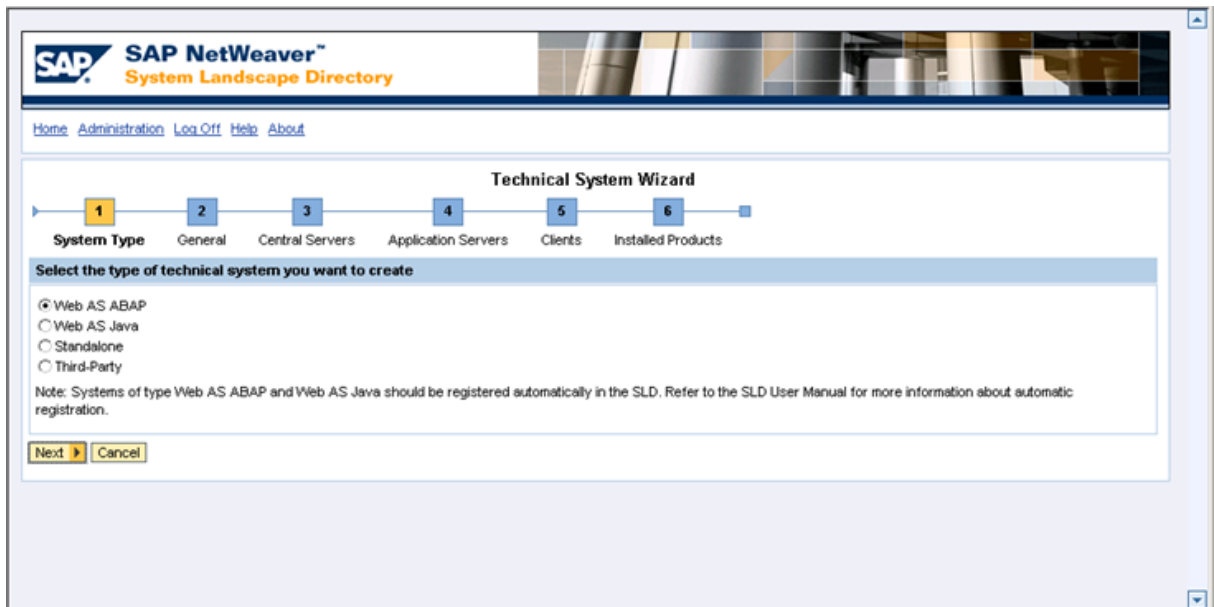 SAP
SAP NetWeaver™
System Landscape Directory
Home Administration Log Off Help About
Technical System Wizard
1 2 3 4 5 6
System Type General Central Servers Application Servers Clients Installed Products
Select the type of technical system you want to create
Web AS ABAP
Web AS Java
Standalone
Third-Party
Note: Systems of type Web AS ABAP and Web AS Java should be registered automatically in the SLD. Refer to the SLD User Manual for more information about automatic
registration.
Next Cancel